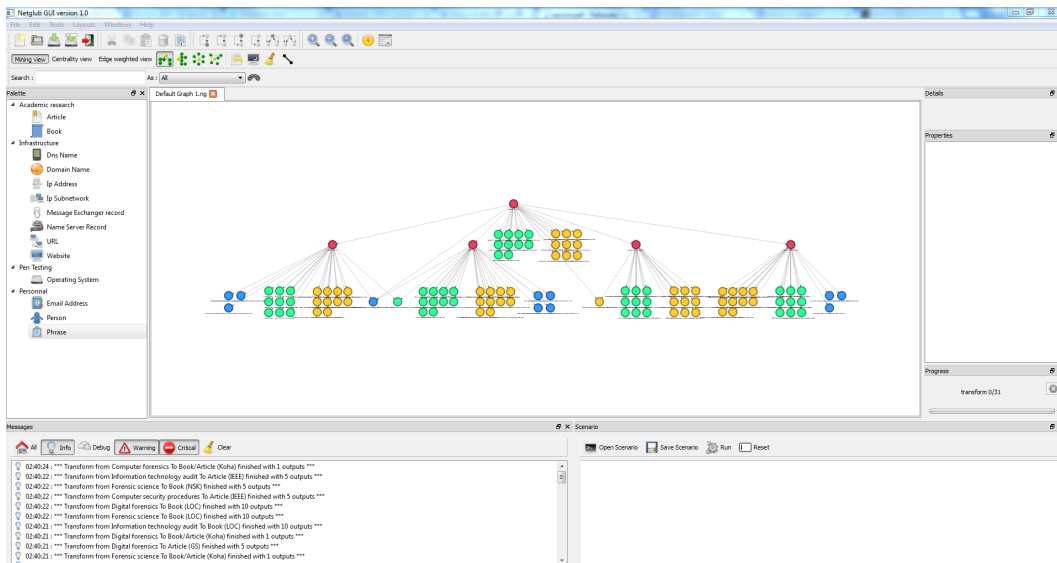 Netglub GUI version 1.0
File Edit Tools Layouts Windows Help
Mining view Centrality view Edge weighted view
Search : As : All
Palette
Academic research
Article
Book
Infrastructure
Dns Name
Domain Name
Ip Address
Ip Subnetwork
Message Exchanger record
Name Server Record
URL
Website
Pen Testing
Operating System
Personnal
Email Address
Person
Phrase
Default Graph 1.ng
Details
Properties
Progress
transform 0/31
Messages
All Info Debug Warning Critical Clear
02:40:24 : *** Transform from Computer forensics To Book/Article (Koha) finished with 1 outputs ***
02:40:22 : *** Transform from Information technology audit To Article (IEEE) finished with 5 outputs ***
02:40:22 : *** Transform from Forensic science To Book (NSK) finished with 5 outputs ***
02:40:22 : *** Transform from Computer security procedures To Article (IEEE) finished with 5 outputs ***
02:40:22 : *** Transform from Digital forensics To Book (LOC) finished with 10 outputs ***
02:40:22 : *** Transform from Forensic science To Book (LOC) finished with 10 outputs ***
02:40:21 : *** Transform from Information technology audit To Book (LOC) finished with 10 outputs ***
02:40:21 : *** Transform from Digital forensics To Book/Article (Koha) finished with 1 outputs ***
02:40:21 : *** Transform from Digital forensics To Article (GS) finished with 5 outputs ***
02:40:21 : *** Transform from Forensic science To Book/Article (Koha) finished with 1 outputs ***
Scenario
Open Scenario Save Scenario Run Reset